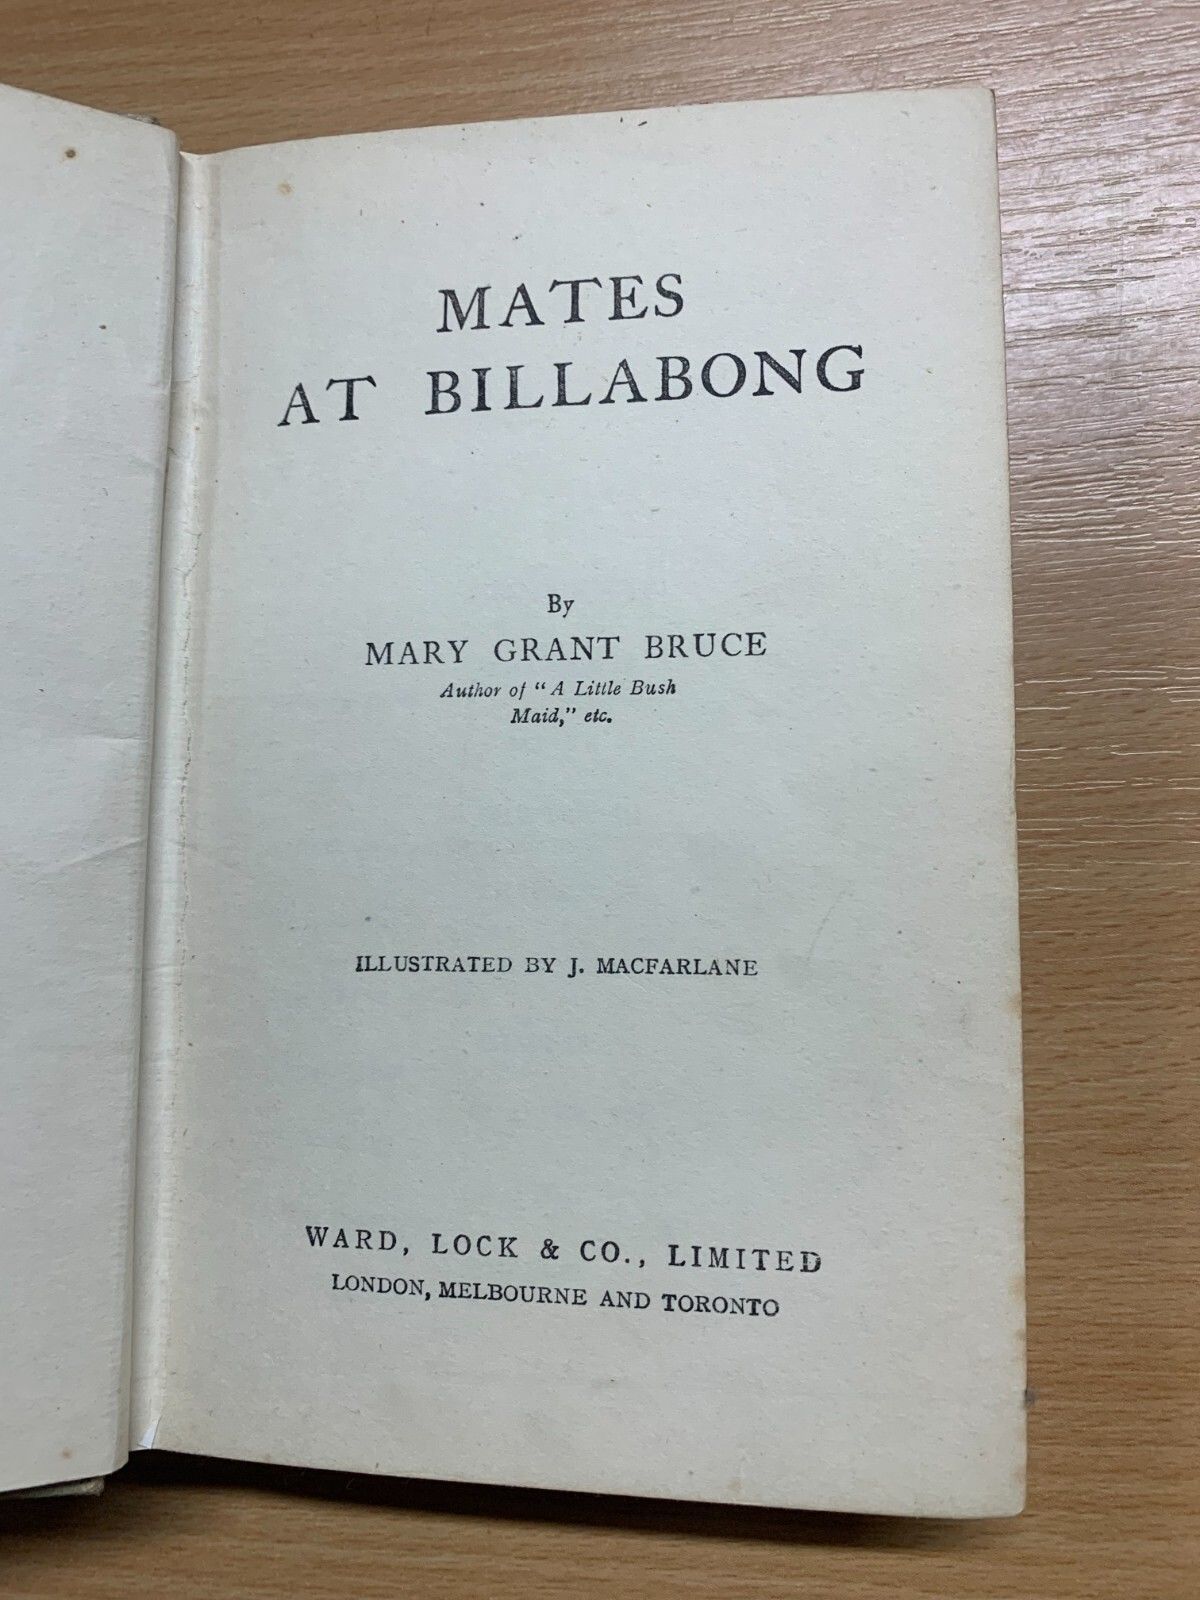 MATES
AT BILLABONG
By
MARY GRANT BRUCE
Author of "A Little Bush
Maid," etc.
ILLUSTRATED BY J. MACFARLANE
WARD, LOCK & CO., LIMITED
LONDON, MELBOURNE AND TORONTO